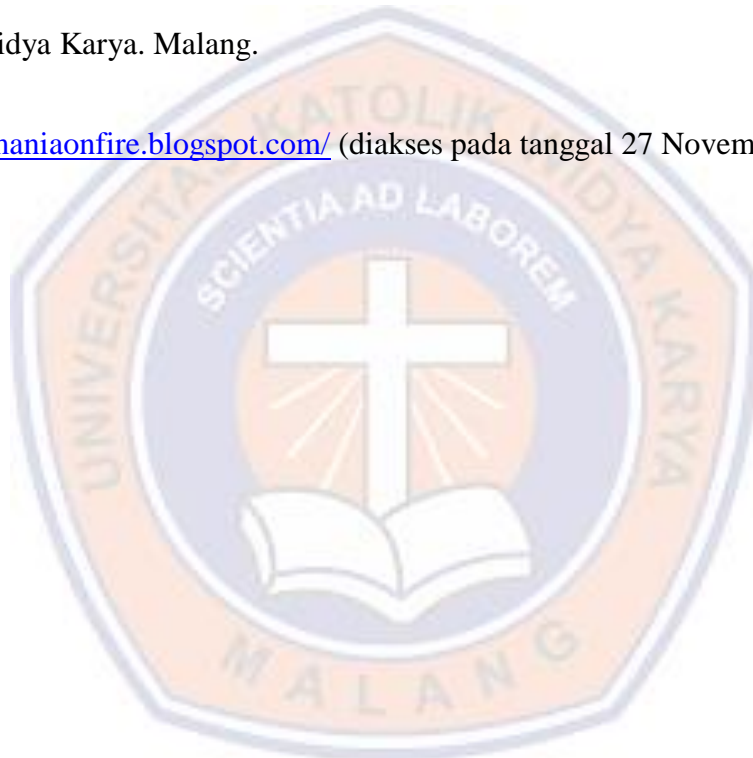 idya Karya. Malang.
naniaonfire.blogspot.com/ (diakses pada tanggal 27 Novem
UNIVERSITAS KATOLIK WIDYA KARYA
SCIENTIA AD LABOREM
MALANG